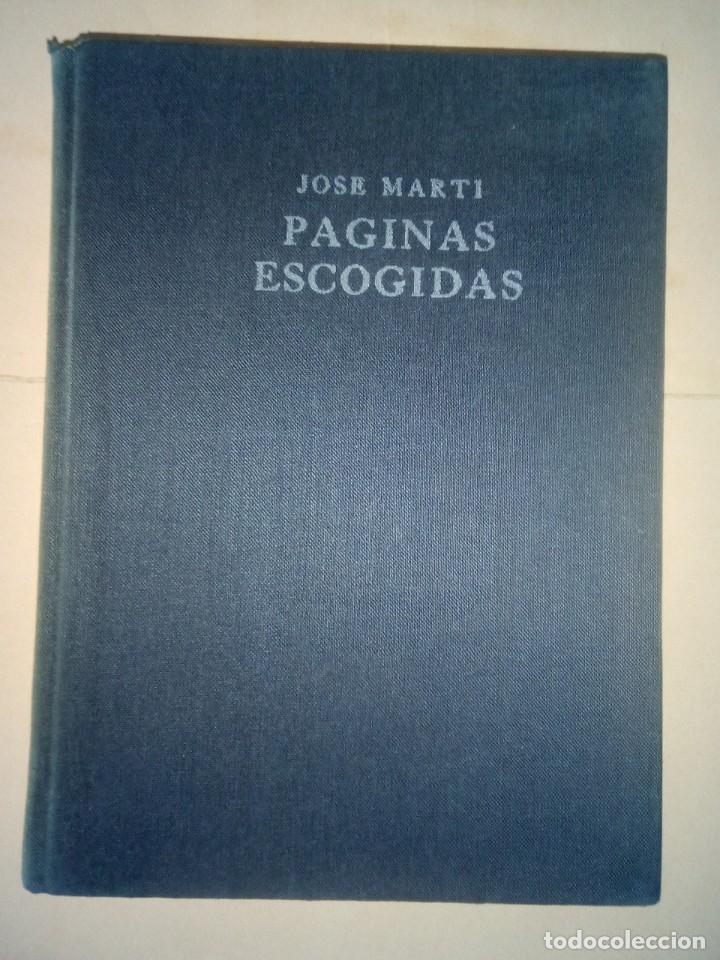 JOSE MARTI
PAGINAS
ESCOGIDAS
todocoleccion